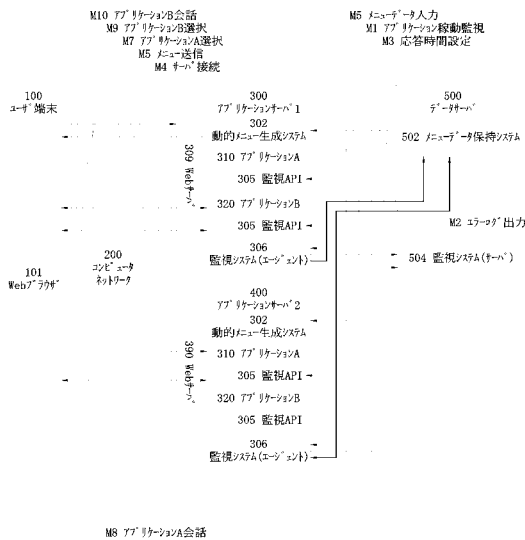 M10 アプリケーションB会話
M9 アプリケーションB選択
M7 アプリケーションA選択
M5 メニュー送信
M4 サーバ接続
M5 メニューデータ入力
M1 アプリケーション稼動監視
M3 応答時間設定
100
ユーザ端末
300
アプリケーションサーバ1
500
データサーバ
302
動的メニュー生成システム
502 メニューデータ保持システム
309 Webサーバ
310 アプリケーションA
305 監視API
320 アプリケーションB
305 監視API
M2 エラーログ出力
306
監視システム(エージェント)
504 監視システム(サーバ)
101
Webブラウザ
200
コンピュータ
ネットワーク
400
アプリケーションサーバ2
302
動的メニュー生成システム
390 Webサーバ
310 アプリケーションA
305 監視API
320 アプリケーションB
305 監視API
306
監視システム(エージェント)
M8 アプリケーションA会話